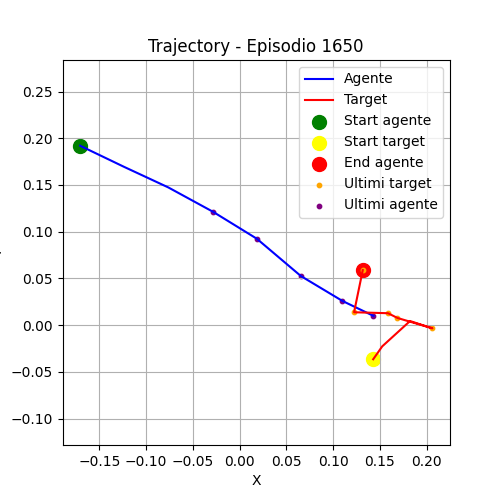 Trajectory - Episodio 1650
Agente
Target
Start agente
Start target
End agente
Ultimi target
Ultimi agente
0.25
0.20
0.15
0.10
0.05
0.00
−0.05
−0.10
−0.15 −0.10 −0.05 0.00 0.05 0.10 0.15 0.20
X